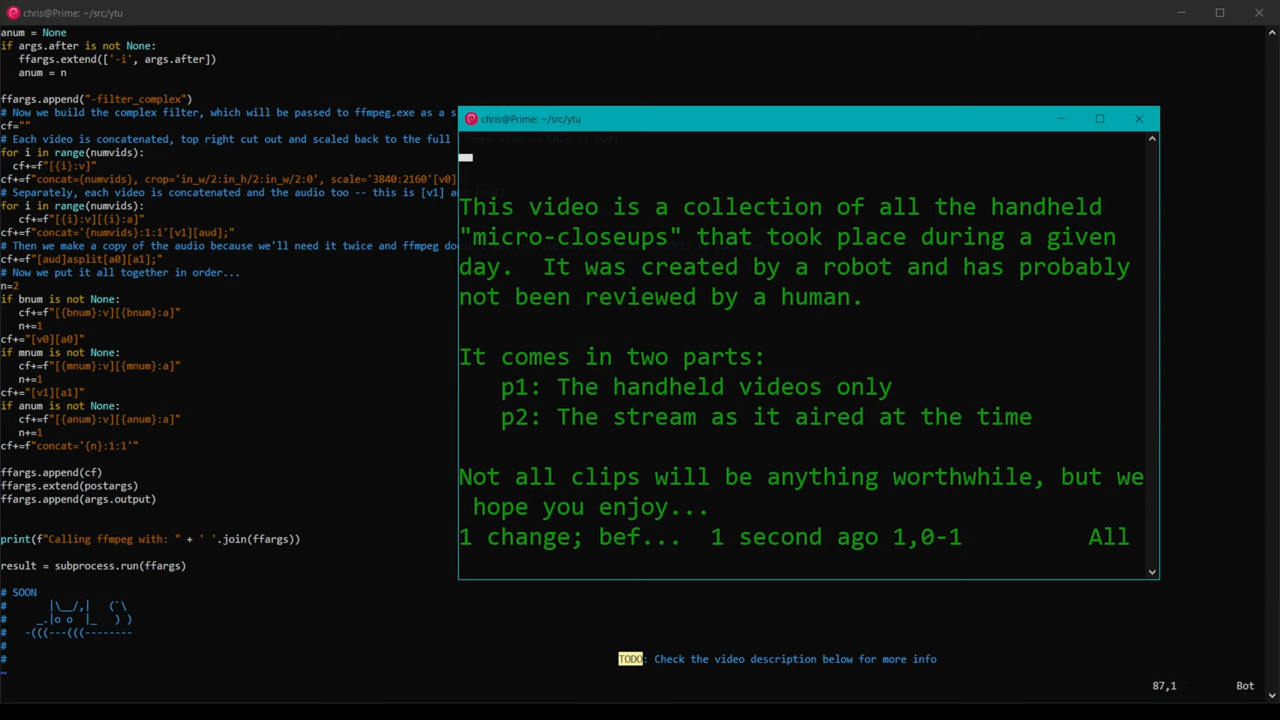 chris@Prime: ~/src/ytu
anum = None
if args.after is not None:
   ffargs.extend(['-i', args.after])
   anum = n
ffargs.append("-filter_complex")
# Now we build the complex filter, which will be passed to ffmpeg.exe as a s
cf=""
# Each video is concatenated, top right cut out and scaled back to the full
for i in range(numvids):
  cf+=f"[{i}:v]"
cf+=f"concat={numvids}, crop='in_w/2:in_h/2:in_w/2:0', scale='3840:2160'[v0]
# Separately, each video is concatenated and the audio too -- this is [v1] a
for i in range(numvids):
   cf+=f"[{i}:v][{i}:a]"
cf+=f"concat='{numvids}:1:1'[v1][aud];"
# Then we make a copy of the audio because we'll need it twice and ffmpeg do
cf+="[aud]asplit[a0][a1];"
# Now we put it all together in order...
n=2
if bnum is not None:
   cf+=f"[{bnum}:v][{bnum}:a]"
   n+=1
cf+="[v0][a0]"
if mnum is not None:
   cf+=f"[{mnum}:v][{mnum}:a]"
   n+=1
cf+="[v1][a1]"
if anum is not None:
   cf+=f"[{anum}:v][{anum}:a]"
   n+=1
cf+=f"concat='{n}:1:1'"
ffargs.append(cf)
ffargs.extend(postargs)
ffargs.append(args.output)
print(f"Calling ffmpeg with: " + ' '.join(ffargs))
result = subprocess.run(ffargs)
# SOON
#      |\__/,|   (`\
#    _.|o o  |_   ) )
#  -(((---(((--------
#
#
~
chris@Prime: ~/src/ytu
This video is a collection of all the handheld
"micro-closeups" that took place during a given
day.  It was created by a robot and has probably
not been reviewed by a human.
It comes in two parts:
   p1: The handheld videos only
   p2: The stream as it aired at the time
Not all clips will be anything worthwhile, but we
 hope you enjoy...
1 change; bef...  1 second ago 1,0-1         All
TODO: Check the video description below for more info
87,1 Bot